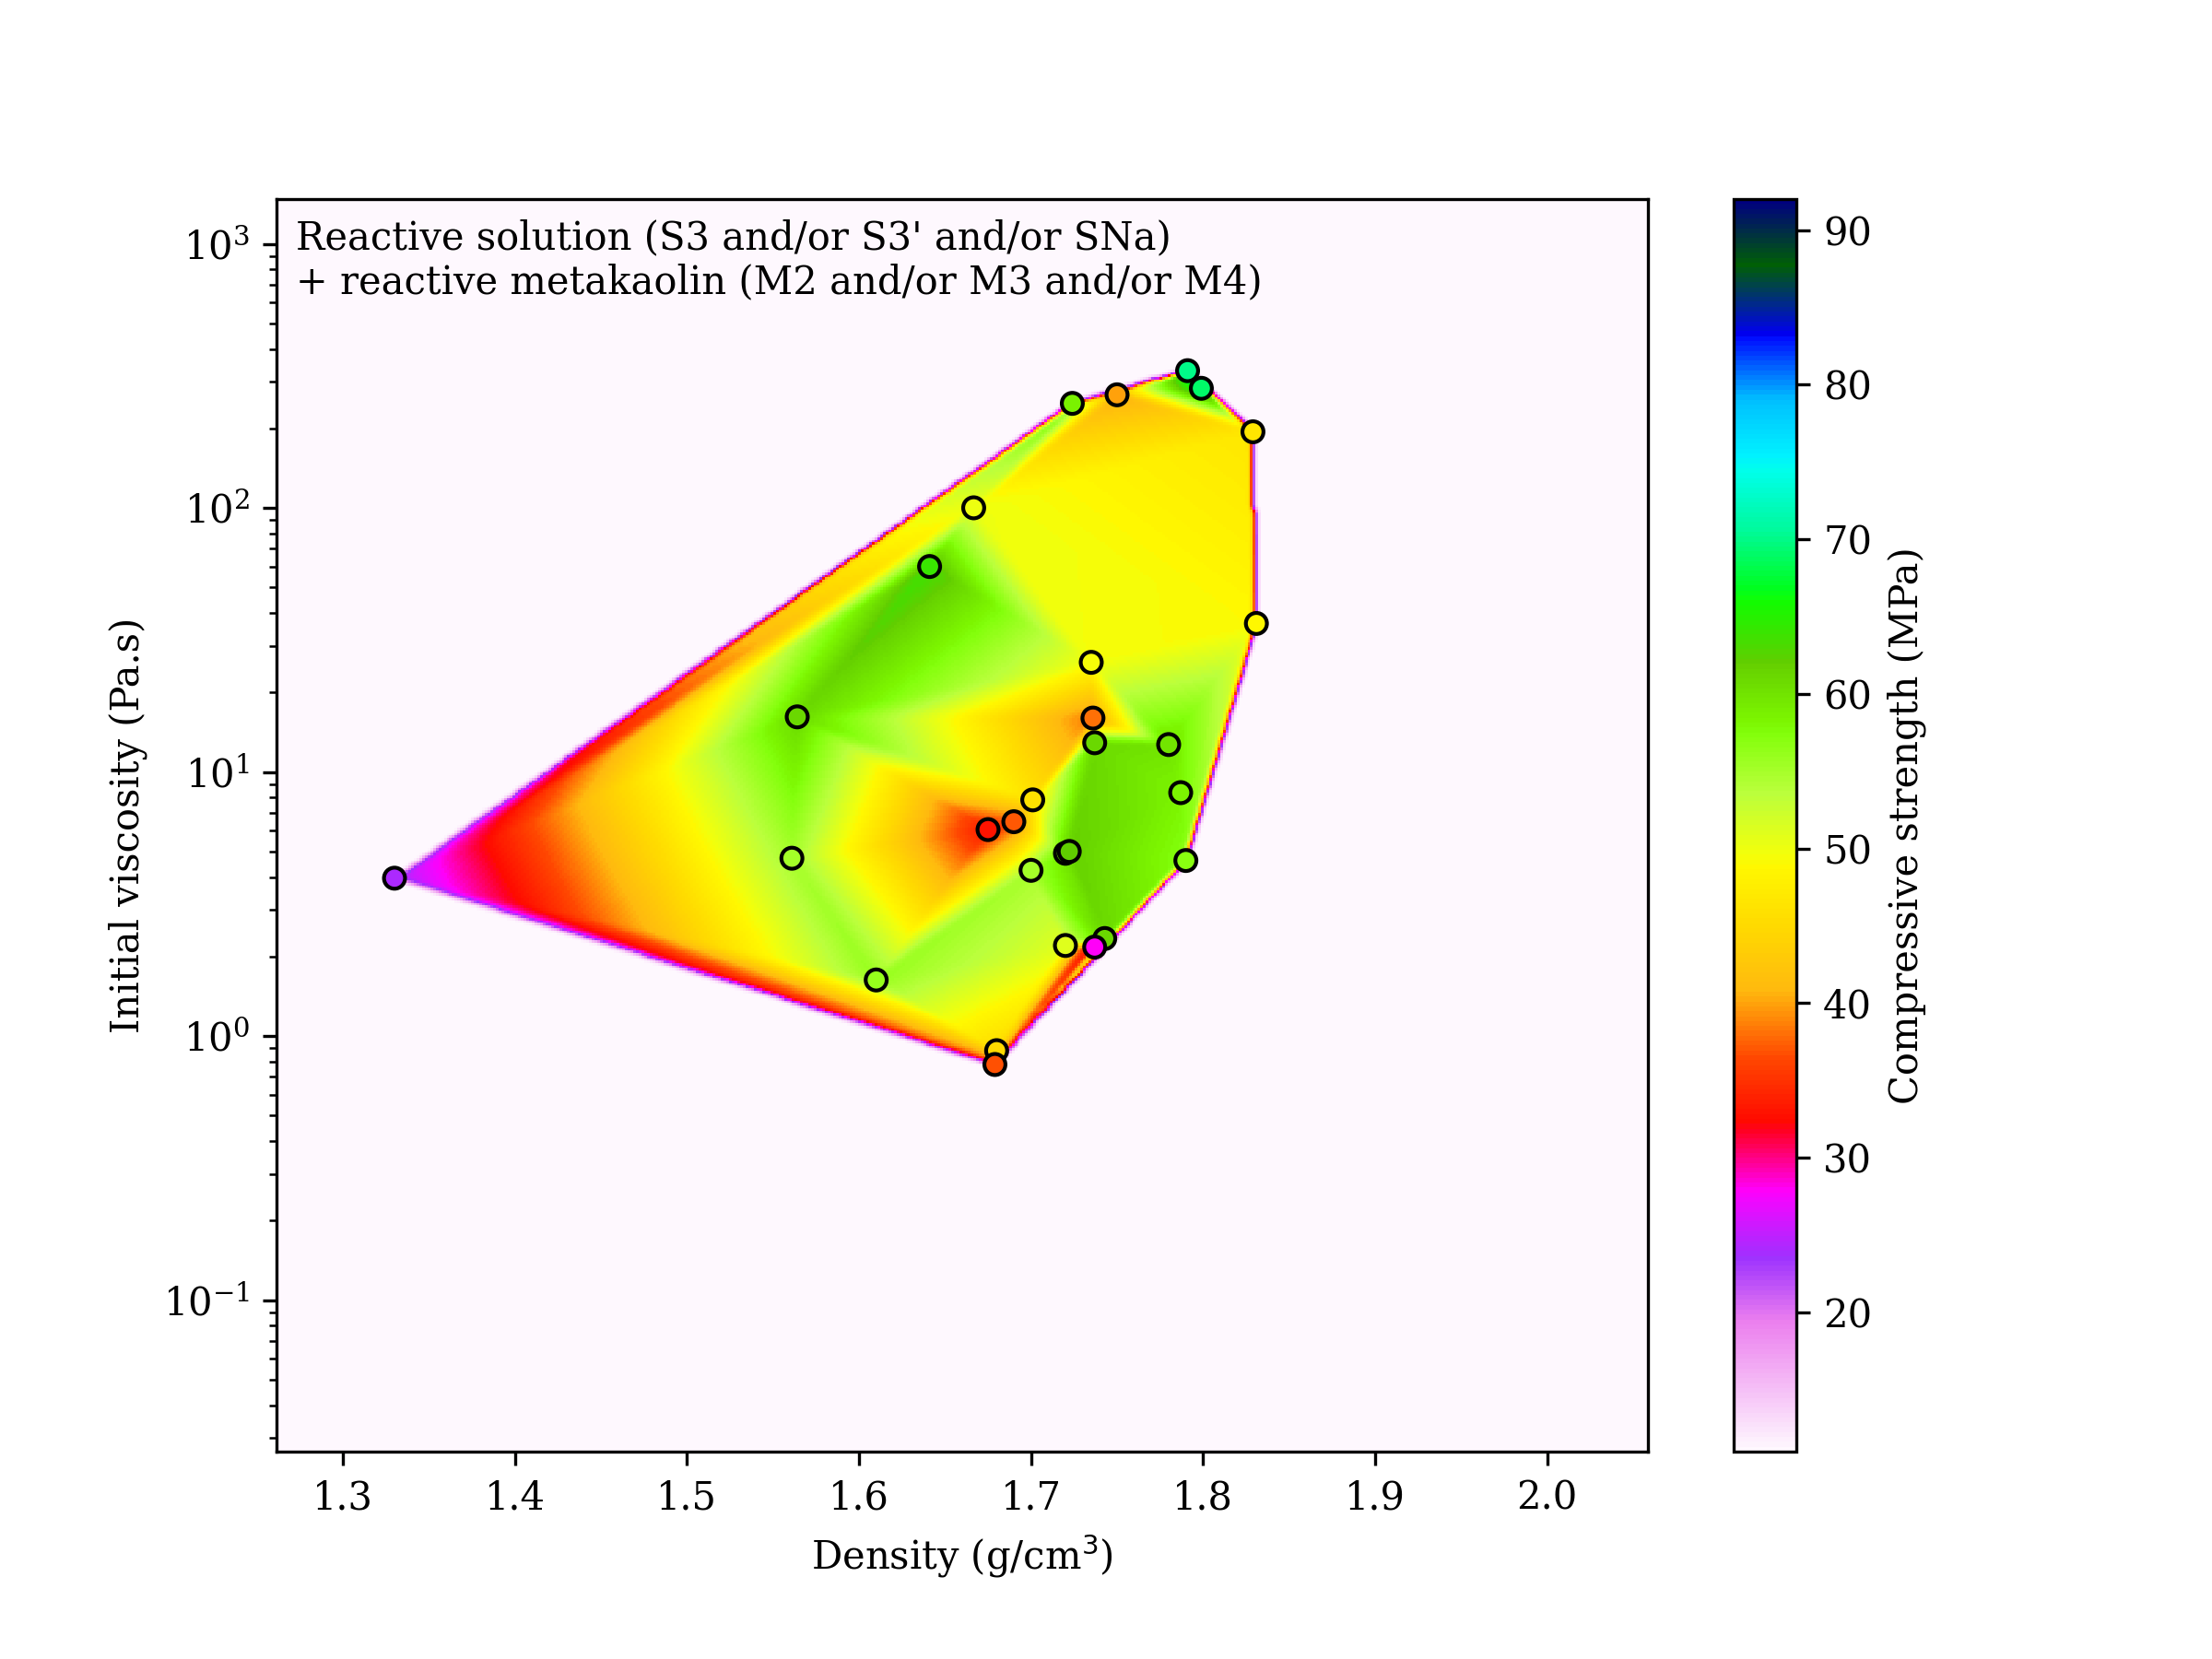 Reactive solution (S3 and/or S3' and/or SNa)
+ reactive metakaolin (M2 and/or M3 and/or M4)
10³
10²
10¹
10⁰
10⁻¹
Initial viscosity (Pa.s)
1.3 1.4 1.5 1.6 1.7 1.8 1.9 2.0
Density (g/cm³)
90
80
70
60
50
40
30
20
Compressive strength (MPa)